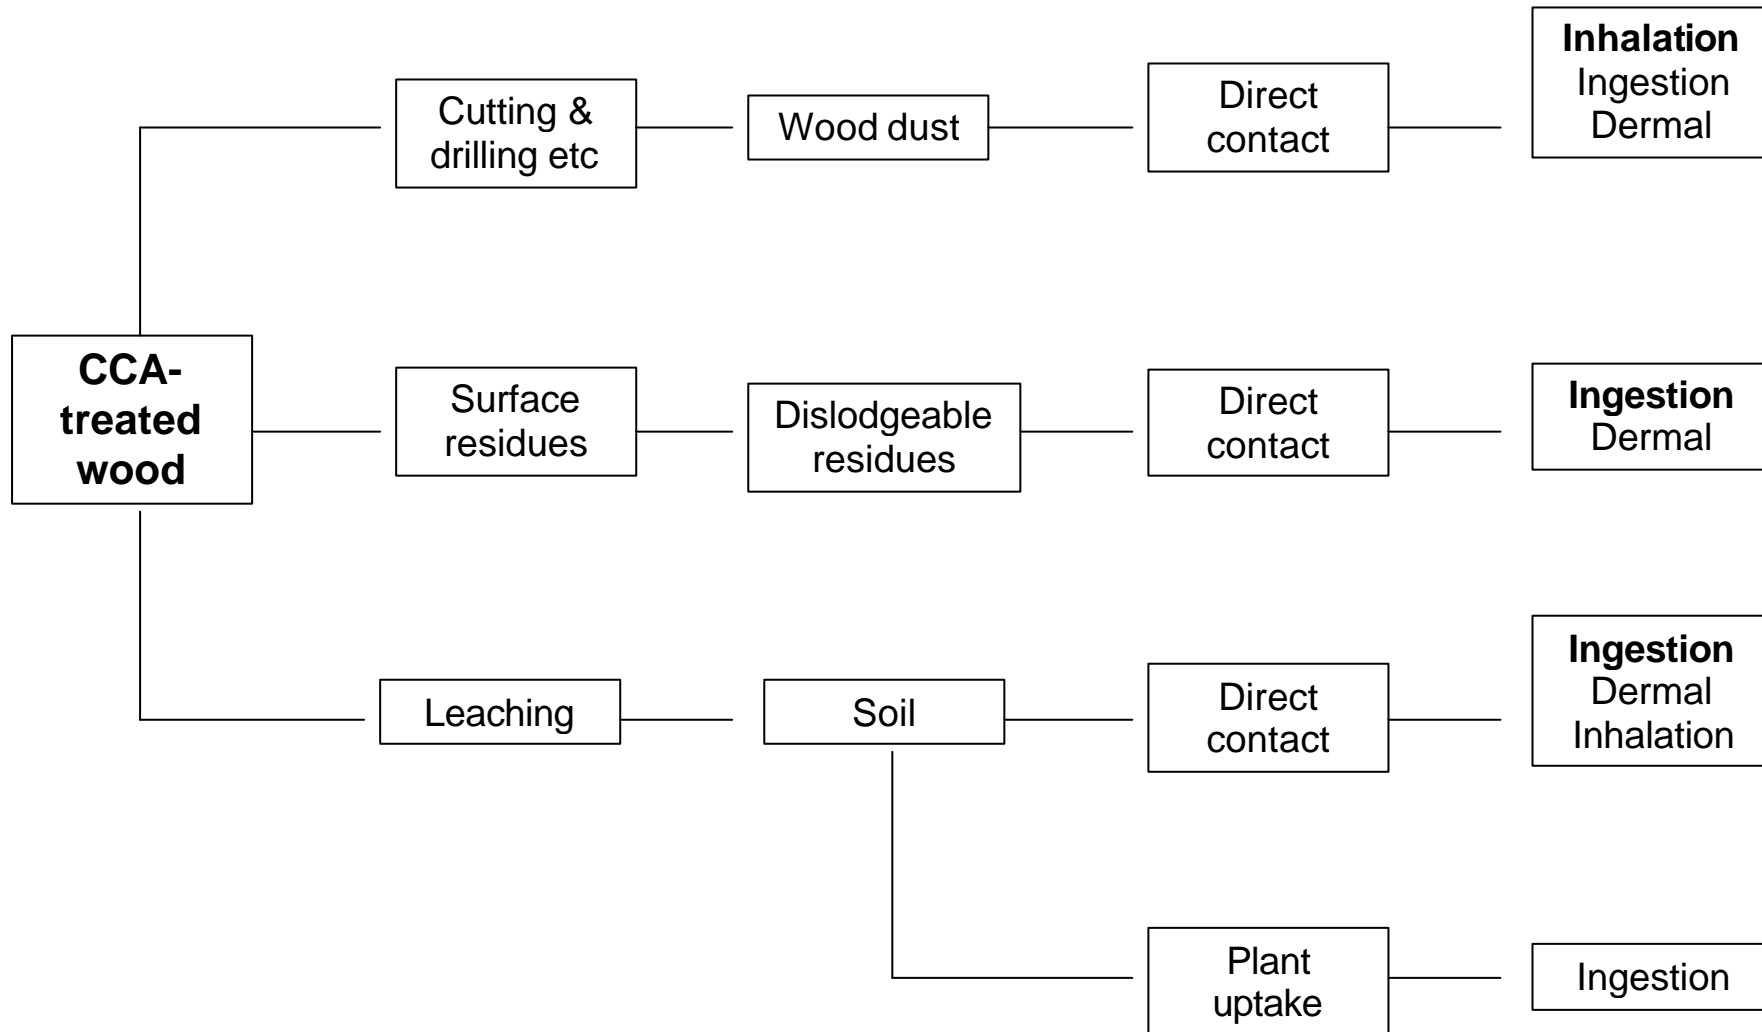 Cutting &
drilling etc
Wood dust
Direct
contact
Inhalation
Ingestion
Dermal
CCA-
treated
wood
Surface
residues
Dislodgeable
residues
Direct
contact
Ingestion
Dermal
Leaching
Soil
Direct
contact
Ingestion
Dermal
Inhalation
Plant
uptake
Ingestion